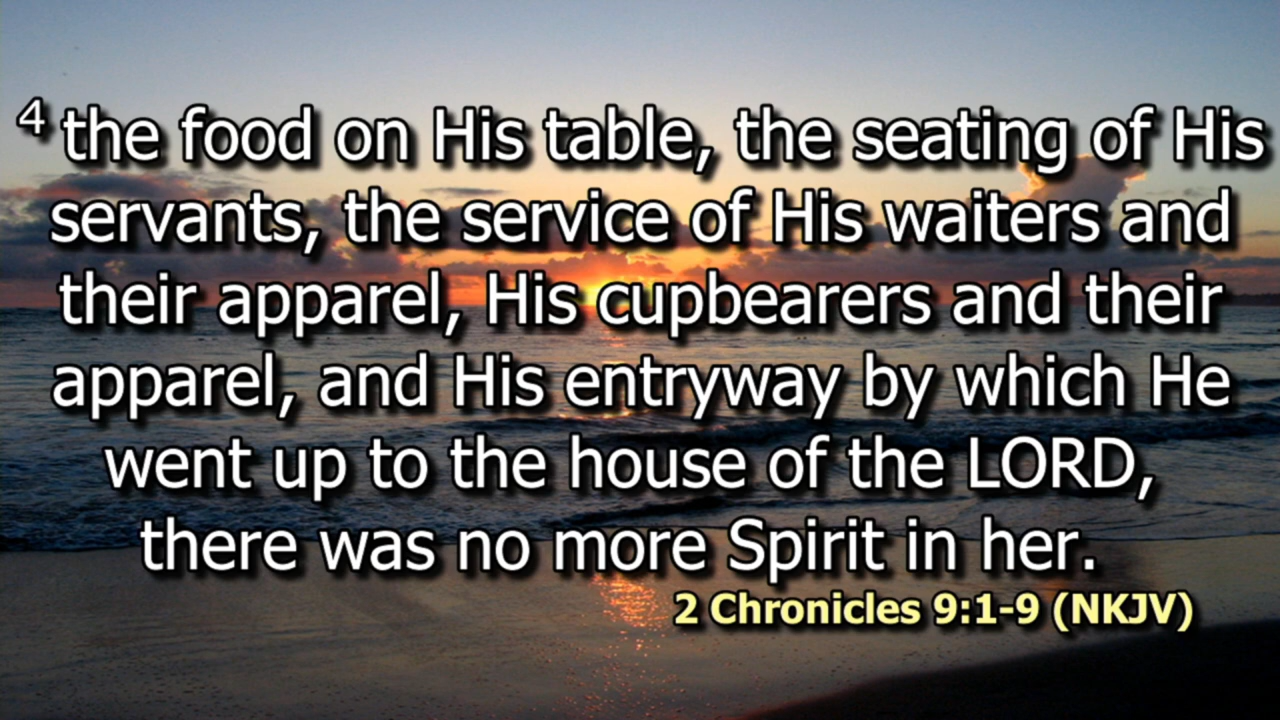 4 the food on His table, the seating of His
servants, the service of His waiters and
their apparel, His cupbearers and their
apparel, and His entryway by which He
went up to the house of the LORD,
there was no more Spirit in her.
2 Chronicles 9:1-9 (NKJV)